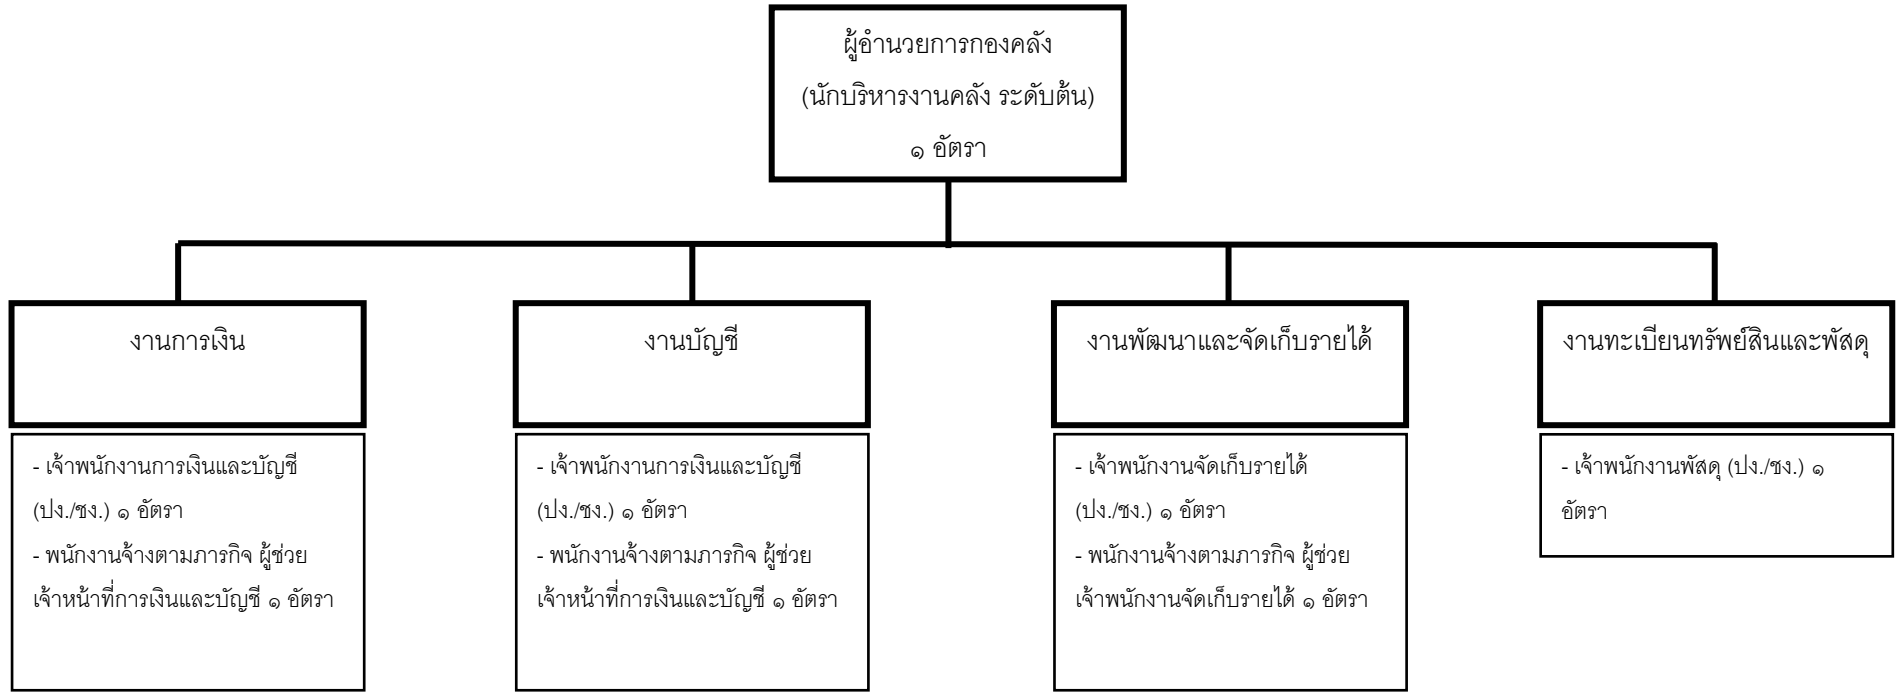 ผู้อำนวยการกองคลัง
(นักบริหารงานคลัง ระดับต้น)
๑ อัตรา
งานการเงิน
- เจ้าพนักงานการเงินและบัญชี
(ปง./ชง.) ๑ อัตรา
- พนักงานจ้างตามภารกิจ ผู้ช่วย
เจ้าหน้าที่การเงินและบัญชี ๑ อัตรา
งานบัญชี
- เจ้าพนักงานการเงินและบัญชี
(ปง./ชง.) ๑ อัตรา
- พนักงานจ้างตามภารกิจ ผู้ช่วย
เจ้าหน้าที่การเงินและบัญชี ๑ อัตรา
งานพัฒนาและจัดเก็บรายได้
- เจ้าพนักงานจัดเก็บรายได้
(ปง./ชง.) ๑ อัตรา
- พนักงานจ้างตามภารกิจ ผู้ช่วย
เจ้าพนักงานจัดเก็บรายได้ ๑ อัตรา
งานทะเบียนทรัพย์สินและพัสดุ
- เจ้าพนักงานพัสดุ (ปง./ชง.) ๑
อัตรา